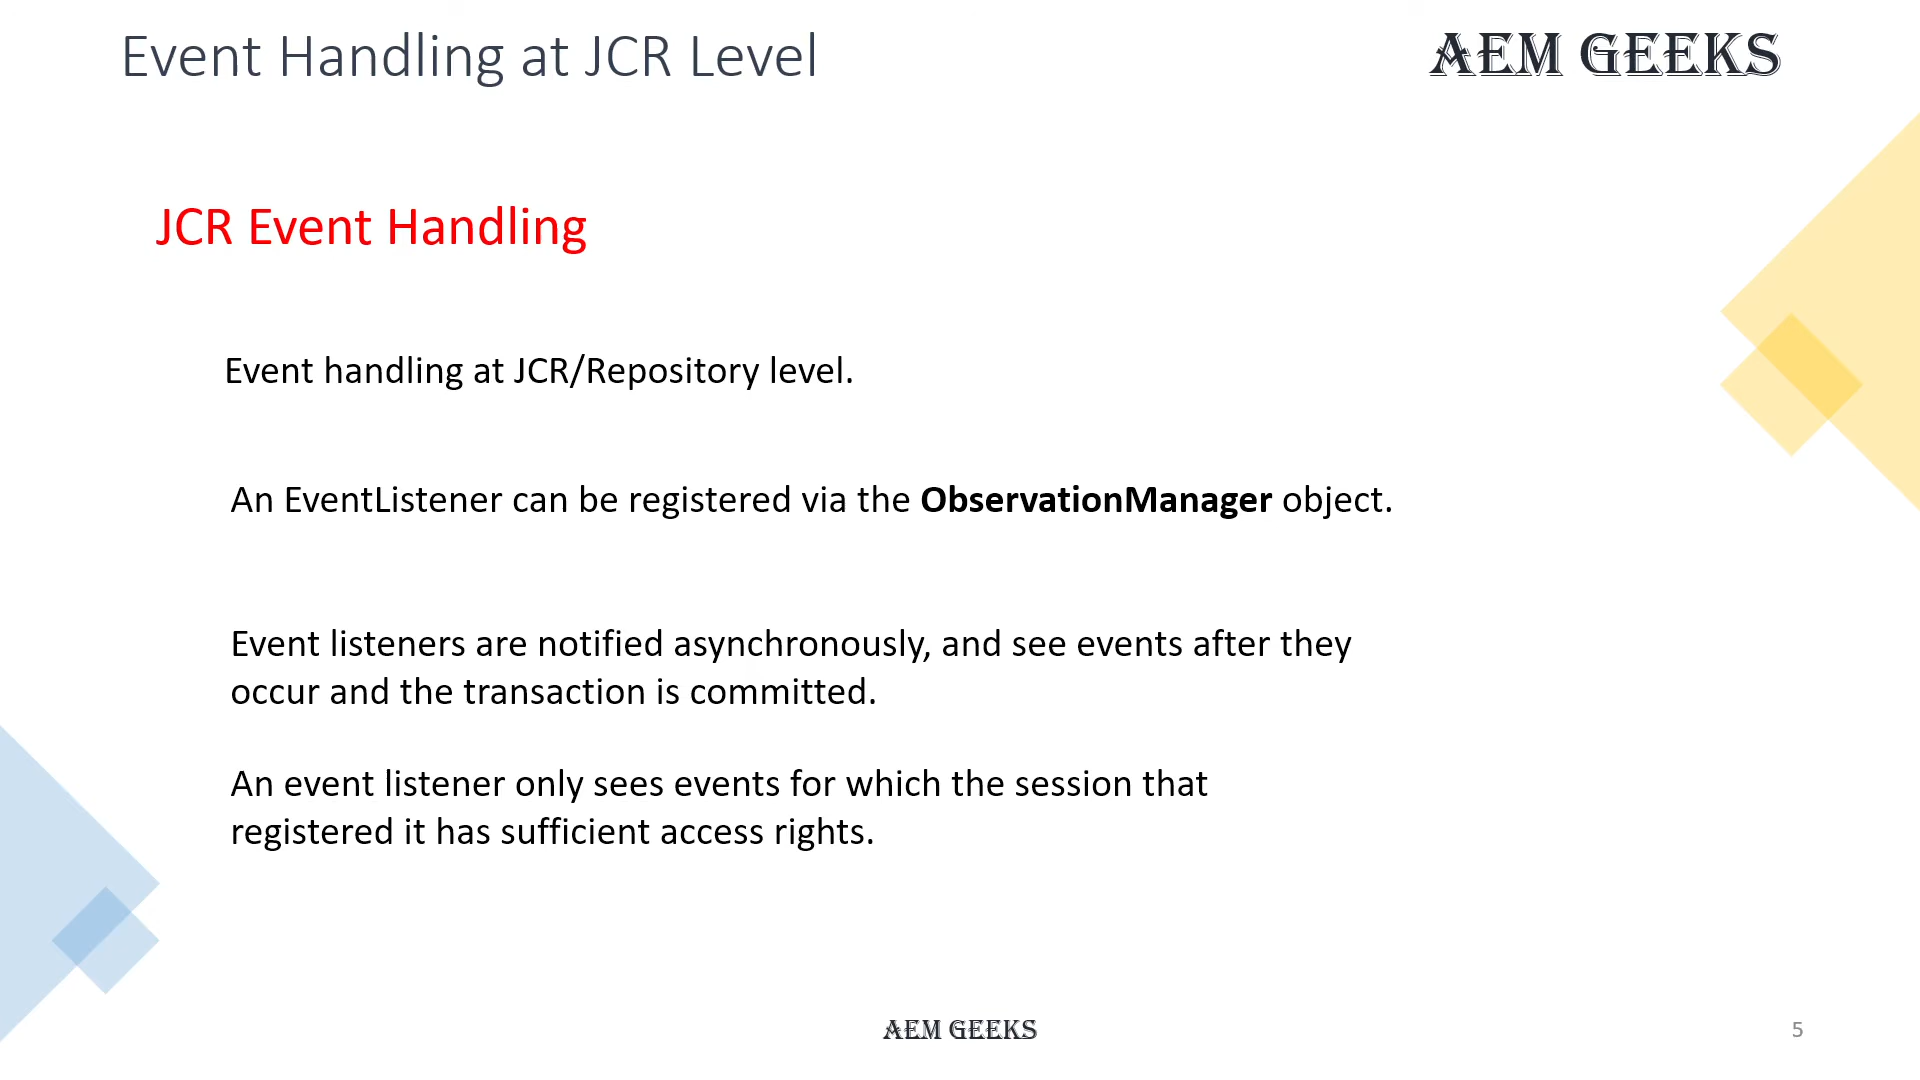 Event Handling at JCR Level
AEM GEEKS
JCR Event Handling
Event handling at JCR/Repository level.
An EventListener can be registered via the ObservationManager object.
Event listeners are notified asynchronously, and see events after they
occur and the transaction is committed.
An event listener only sees events for which the session that
registered it has sufficient access rights.
AEM GEEKS
5